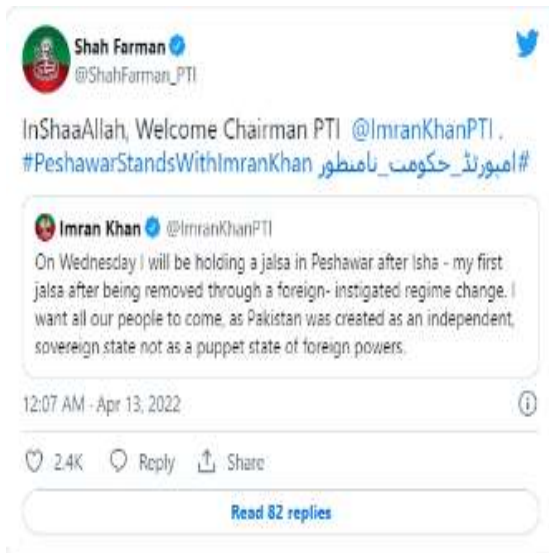 Shah Farman
@ShahFarman_PTI
InShaaAllah, Welcome Chairman PTI @ImranKhanPTI .
#PeshawarStandsWithImranKhan #امپورٹڈ_حکومت_نامنظور
Imran Khan @ImranKhanPTI
On Wednesday I will be holding a jalsa in Peshawar after Isha - my first
jalsa after being removed through a foreign- instigated regime change. I
want all our people to come, as Pakistan was created as an independent,
sovereign state not as a puppet state of foreign powers.
12:07 AM · Apr 13, 2022
2.4K Reply Share
Read 82 replies